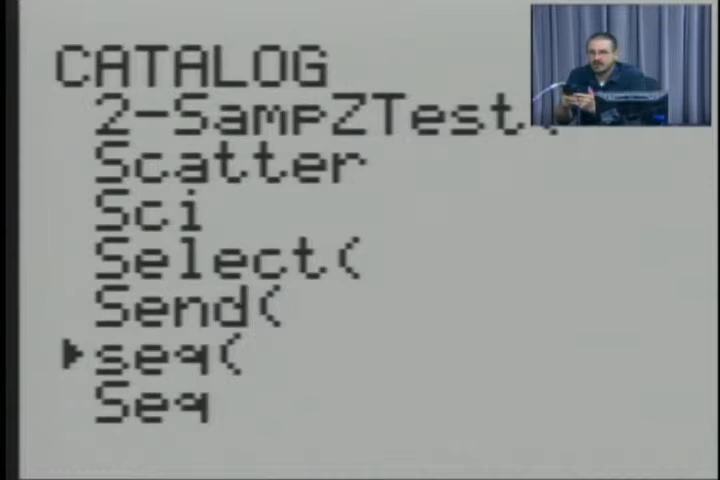 CATALOG
2-SampZTest(
Scatter
Sci
Select(
Send(
seq(
Seq